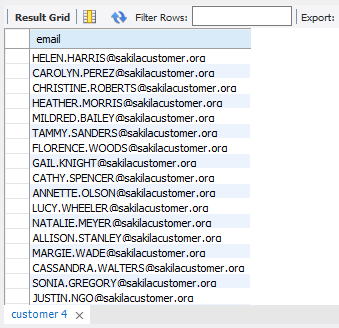 Result Grid Filter Rows: Export:
email
HELEN.HARRIS@sakilacustomer.org
CAROLYN.PEREZ@sakilacustomer.org
CHRISTINE.ROBERTS@sakilacustomer.org
HEATHER.MORRIS@sakilacustomer.org
MILDRED.BAILEY@sakilacustomer.org
TAMMY.SANDERS@sakilacustomer.org
FLORENCE.WOODS@sakilacustomer.org
GAIL.KNIGHT@sakilacustomer.org
CATHY.SPENCER@sakilacustomer.org
ANNETTE.OLSON@sakilacustomer.org
LUCY.WHEELER@sakilacustomer.org
NATALIE.MEYER@sakilacustomer.org
ALLISON.STANLEY@sakilacustomer.org
MARGIE.WADE@sakilacustomer.org
CASSANDRA.WALTERS@sakilacustomer.org
SONIA.GREGORY@sakilacustomer.org
JUSTIN.NGO@sakilacustomer.org
customer 4